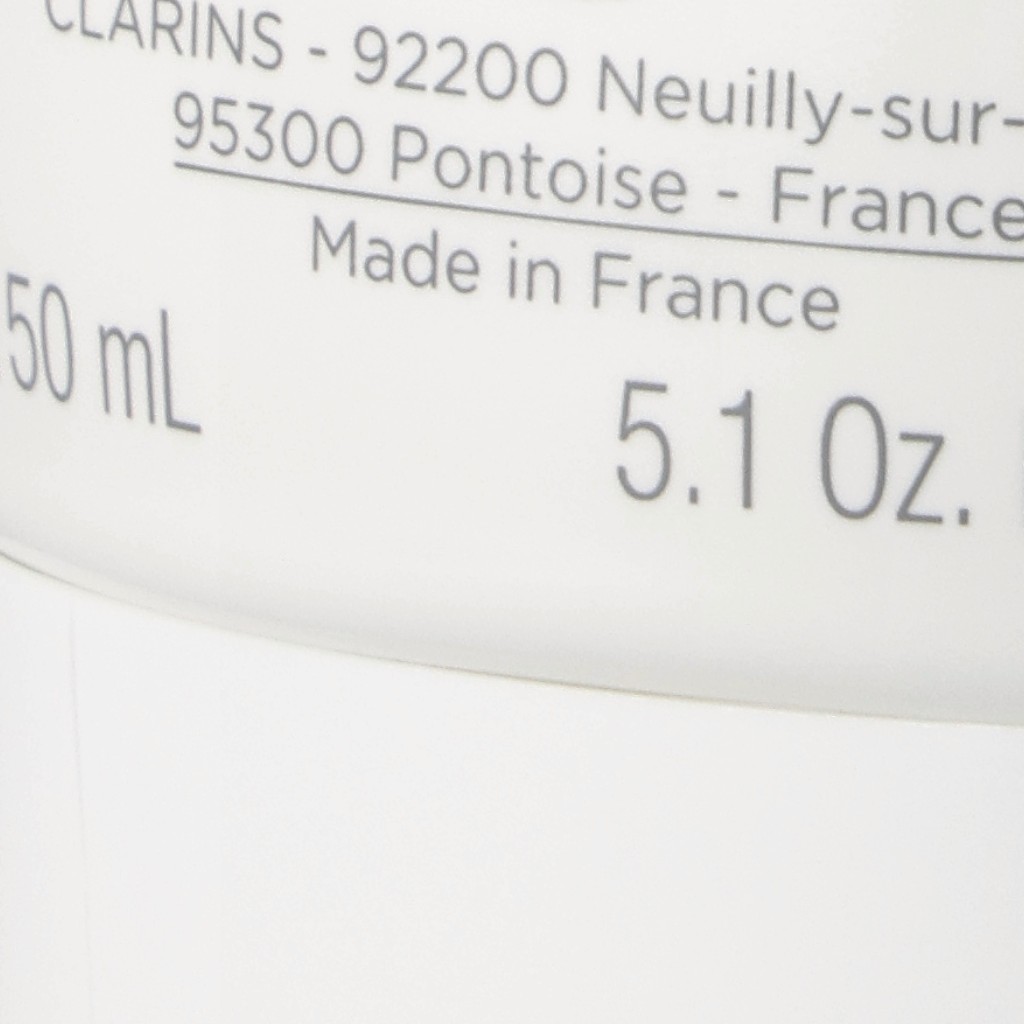 CLARINS - 92200 Neuilly-sur-
95300 Pontoise - France
Made in France
50 mL 5.1 Oz.